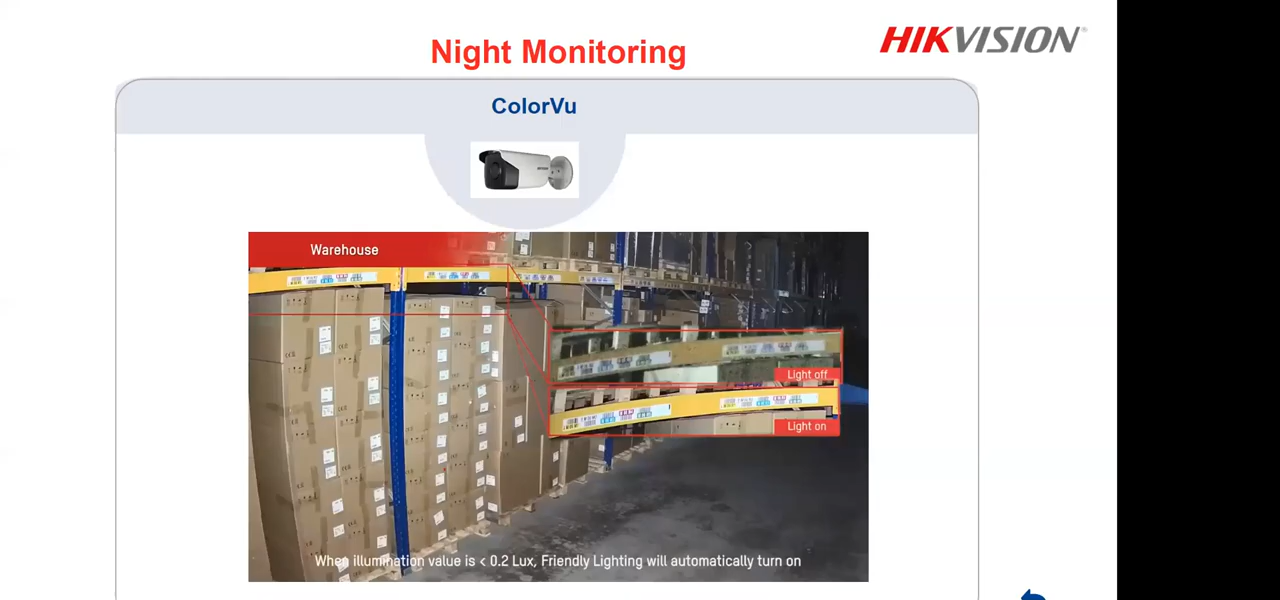 Night Monitoring
HIKVISION
ColorVu
Warehouse
Light off
Light on
When illumination value is < 0.2 Lux, Friendly Lighting will automatically turn on